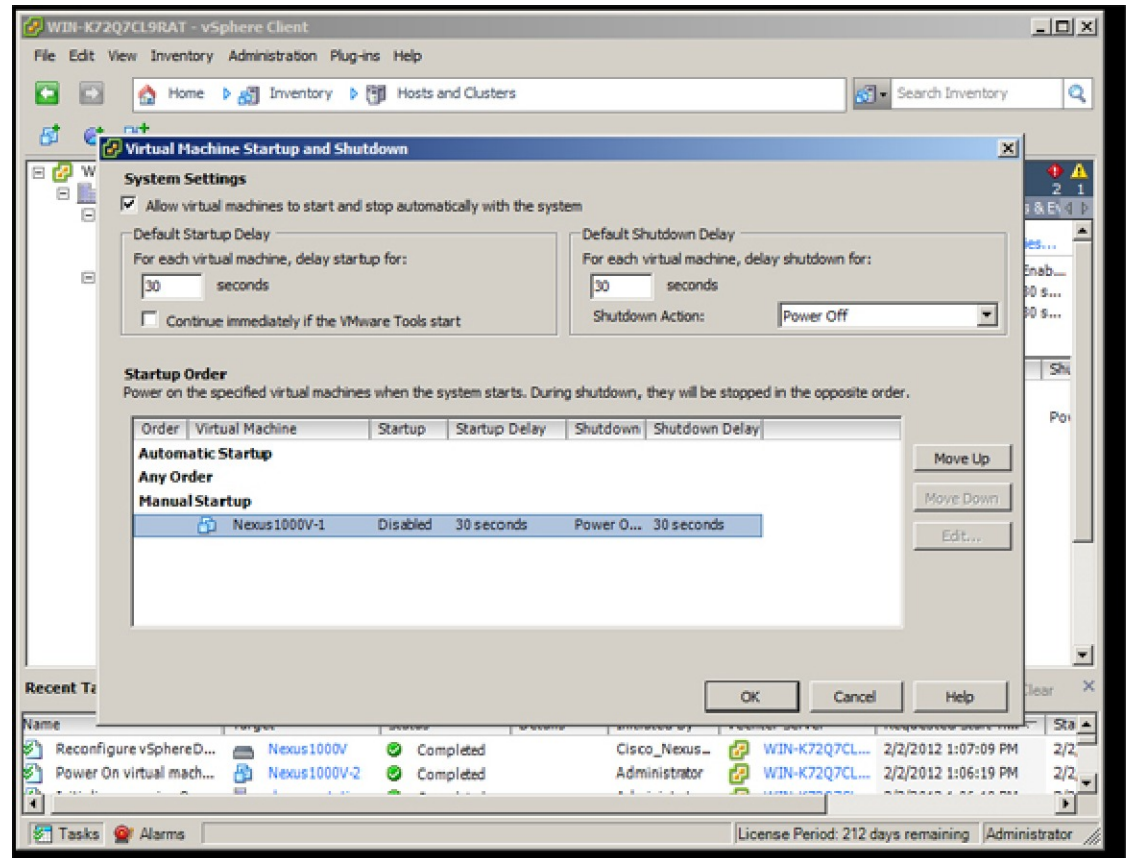 WIN-K72Q7CL9RAT - vSphere Client
File Edit View Inventory Administration Plug-ins Help
Home Inventory Hosts and Clusters Search Inventory
Virtual Machine Startup and Shutdown
W
2 1
System Settings
Allow virtual machines to start and stop automatically with the system
Default Startup Delay
For each virtual machine, delay startup for:
30 seconds
Continue immediately if the VMware Tools start
Default Shutdown Delay
For each virtual machine, delay shutdown for:
30 seconds
Shutdown Action: Power Off
Startup Order
Power on the specified virtual machines when the system starts. During shutdown, they will be stopped in the opposite order.
Order Virtual Machine Startup Startup Delay Shutdown Shutdown Delay
Automatic Startup
Any Order
Manual Startup
Nexus1000V-1 Disabled 30 seconds Power O... 30 seconds
Move Up
Move Down
Edit...
OK Cancel Help
Recent Ta
Name
Reconfigure vSphereD... Nexus1000V Completed Cisco_Nexus... WIN-K72Q7CL... 2/2/2012 1:07:09 PM 2/2
Power On virtual mach... Nexus1000V-2 Completed Administrator WIN-K72Q7CL... 2/2/2012 1:06:19 PM 2/2
Tasks Alarms License Period: 212 days remaining Administrator